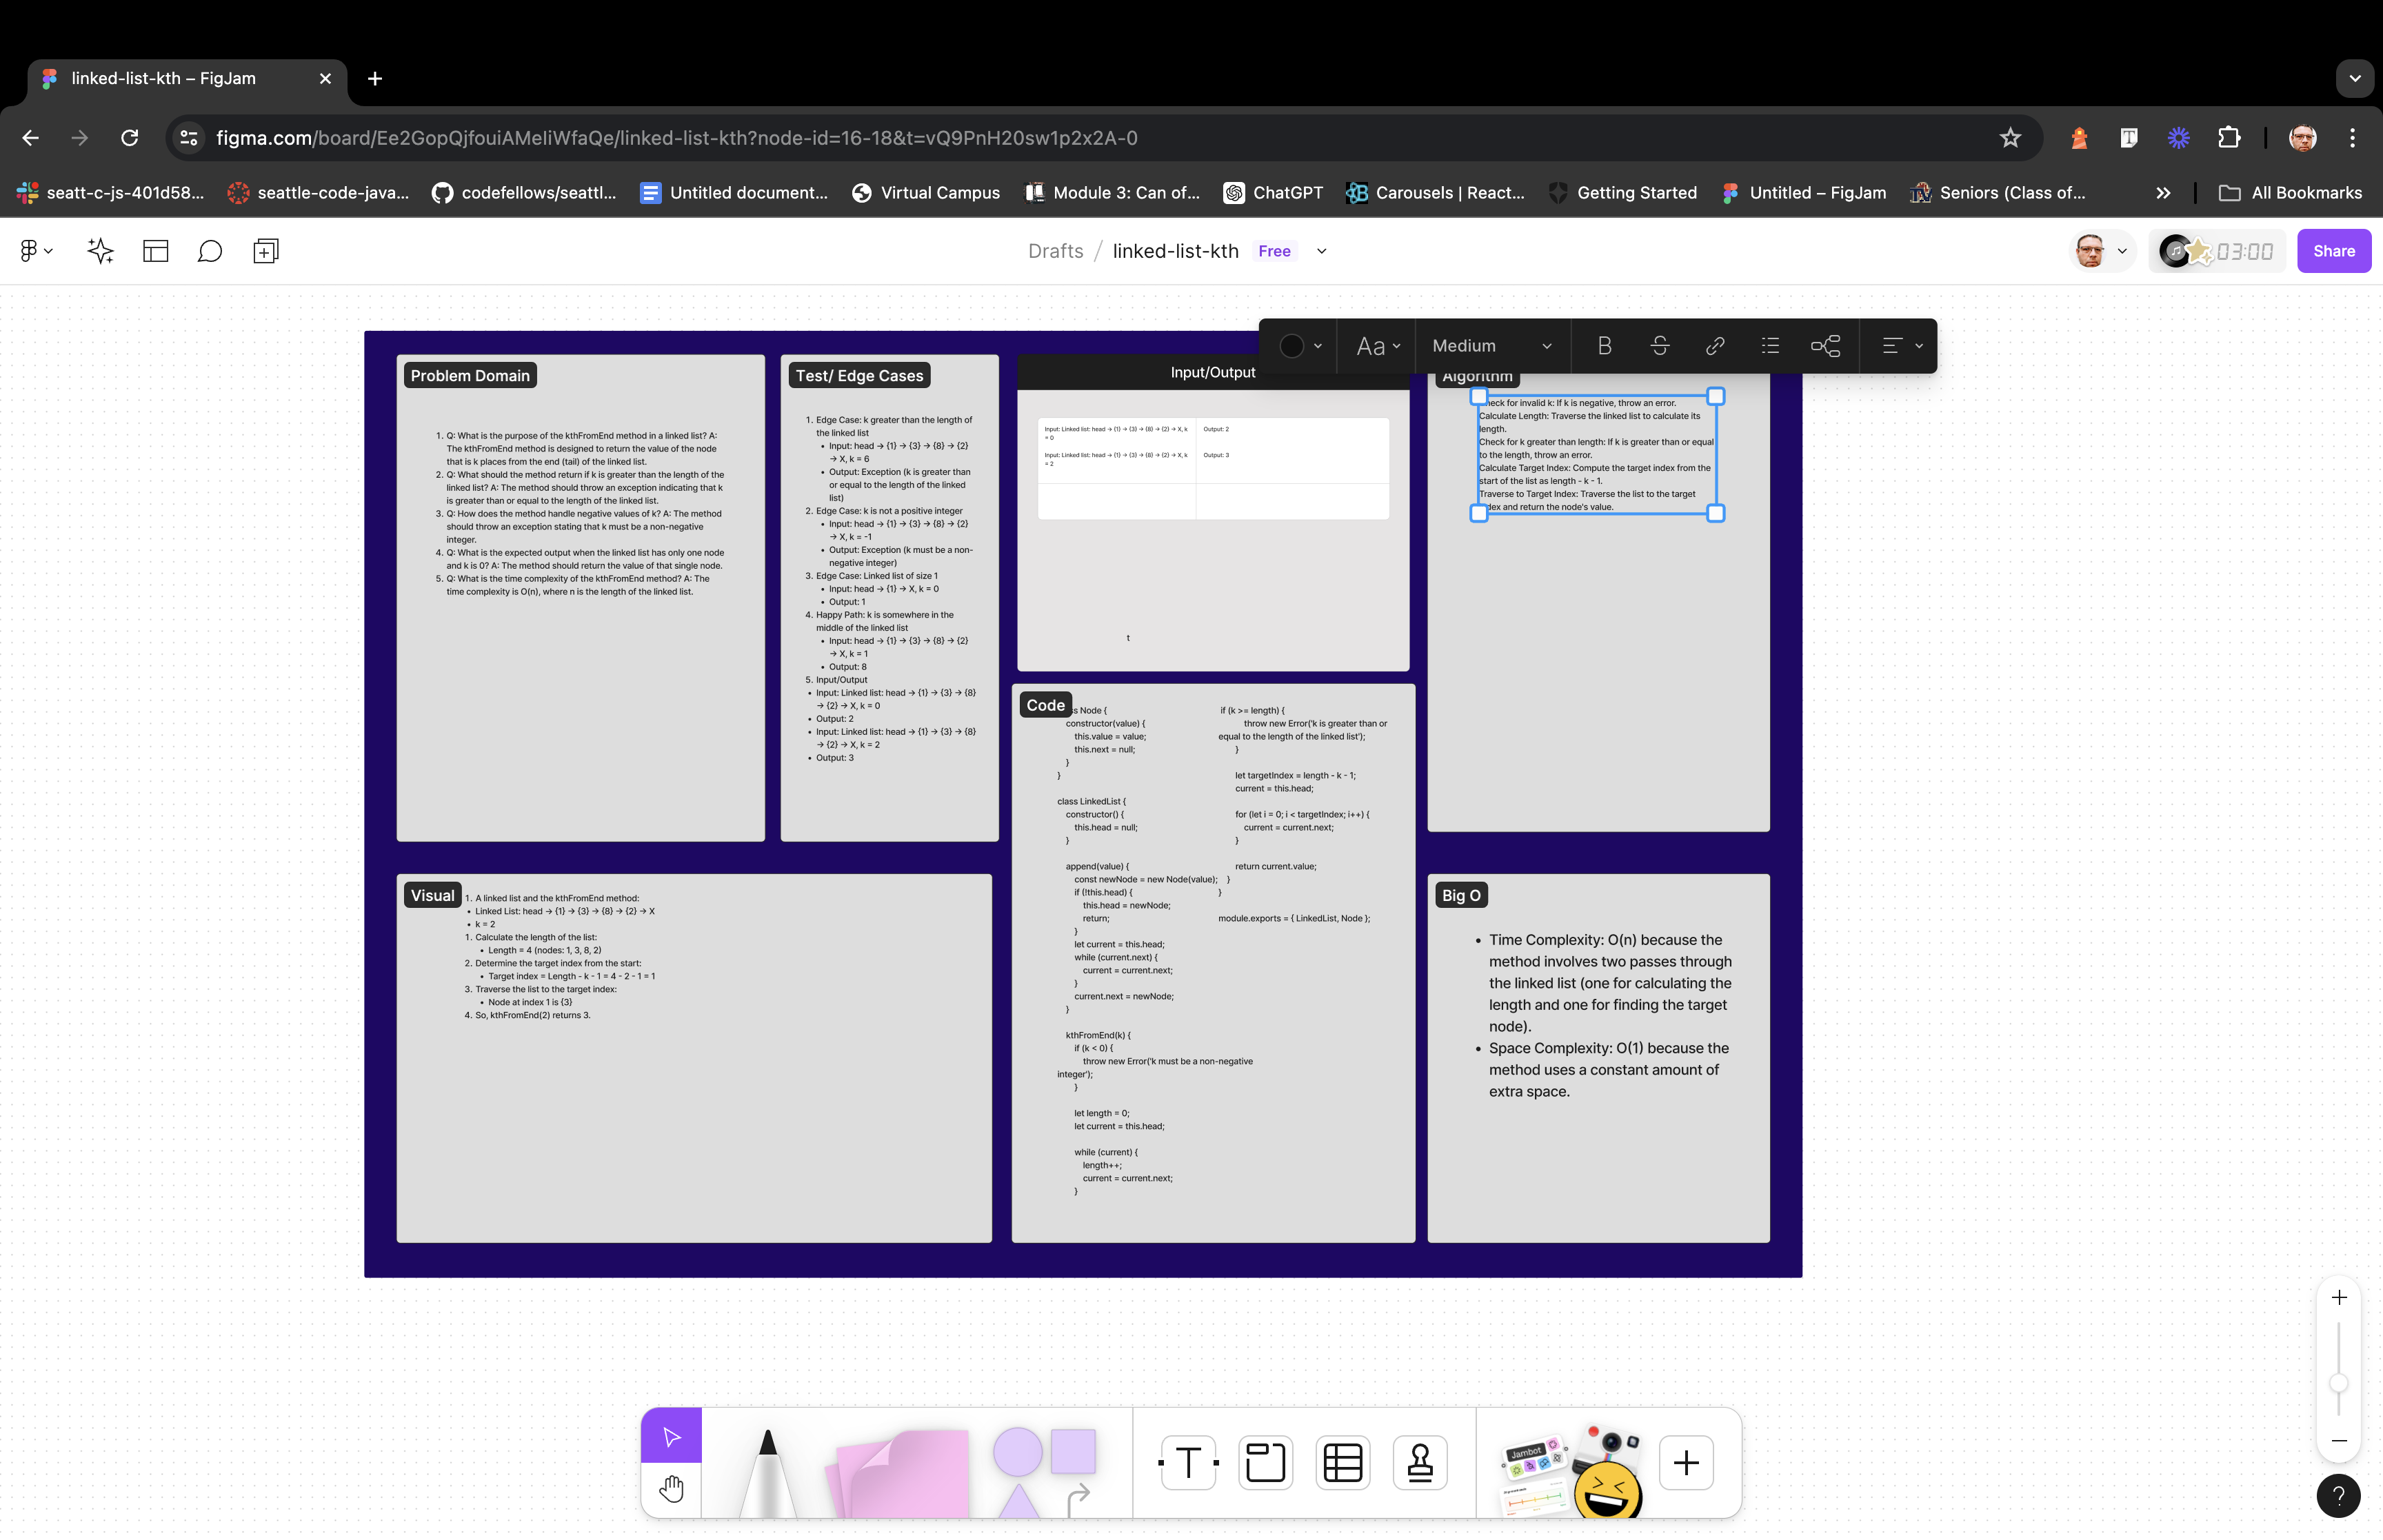 linked-list-kth – FigJam
figma.com/board/Ee2GopQjfouiAMeliWfaQe/linked-list-kth?node-id=16-18&t=vQ9PnH20sw1p2x2A-0
seatt-c-js-401d58...
seattle-code-java...
codefellows/seattl...
Untitled document...
Virtual Campus
Module 3: Can of...
ChatGPT
Carousels | React...
Getting Started
Untitled – FigJam
Seniors (Class of...
All Bookmarks
Drafts / linked-list-kth Free
03:00
Share
Aa
Medium
B
S
Problem Domain
1. Q: What is the purpose of the kthFromEnd method in a linked list? A:
The kthFromEnd method is designed to return the value of the node
that is k places from the end (tail) of the linked list.
2. Q: What should the method return if k is greater than the length of the
linked list? A: The method should throw an exception indicating that k
is greater than or equal to the length of the linked list.
3. Q: How does the method handle negative values of k? A: The method
should throw an exception stating that k must be a non-negative
integer.
4. Q: What is the expected output when the linked list has only one node
and k is 0? A: The method should return the value of that single node.
5. Q: What is the time complexity of the kthFromEnd method? A: The
time complexity is O(n), where n is the length of the linked list.
Test/ Edge Cases
1. Edge Case: k greater than the length of
the linked list
• Input: head → {1} → {3} → {8} → {2}
→ X, k = 6
• Output: Exception (k is greater than
or equal to the length of the linked
list)
2. Edge Case: k is not a positive integer
• Input: head → {1} → {3} → {8} → {2}
→ X, k = -1
• Output: Exception (k must be a non-
negative integer)
3. Edge Case: Linked list of size 1
• Input: head → {1} → X, k = 0
• Output: 1
4. Happy Path: k is somewhere in the
middle of the linked list
• Input: head → {1} → {3} → {8} → {2}
→ X, k = 1
• Output: 8
5. Input/Output
• Input: Linked list: head → {1} → {3} → {8}
→ {2} → X, k = 0
• Output: 2
• Input: Linked list: head → {1} → {3} → {8}
→ {2} → X, k = 2
• Output: 3
Input/Output
Input: Linked list: head → {1} → {3} → {8} → {2} → X, k
= 0
Output: 2
Input: Linked list: head → {1} → {3} → {8} → {2} → X, k
= 2
Output: 3
t
Algorithm
heck for invalid k: If k is negative, throw an error.
Calculate Length: Traverse the linked list to calculate its
length.
Check for k greater than length: If k is greater than or equal
to the length, throw an error.
Calculate Target Index: Compute the target index from the
start of the list as length - k - 1.
Traverse to Target Index: Traverse the list to the target
dex and return the node's value.
Code
ss Node {
constructor(value) {
this.value = value;
this.next = null;
}
}
class LinkedList {
constructor() {
this.head = null;
}
append(value) {
const newNode = new Node(value);
if (!this.head) {
this.head = newNode;
return;
}
let current = this.head;
while (current.next) {
current = current.next;
}
current.next = newNode;
}
kthFromEnd(k) {
if (k < 0) {
throw new Error('k must be a non-negative
integer');
}
let length = 0;
let current = this.head;
while (current) {
length++;
current = current.next;
}
if (k >= length) {
throw new Error('k is greater than or
equal to the length of the linked list');
}
let targetIndex = length - k - 1;
current = this.head;
for (let i = 0; i < targetIndex; i++) {
current = current.next;
}
return current.value;
}
}
module.exports = { LinkedList, Node };
Visual
1. A linked list and the kthFromEnd method:
• Linked List: head → {1} → {3} → {8} → {2} → X
• k = 2
1. Calculate the length of the list:
• Length = 4 (nodes: 1, 3, 8, 2)
2. Determine the target index from the start:
• Target index = Length - k - 1 = 4 - 2 - 1 = 1
3. Traverse the list to the target index:
• Node at index 1 is {3}
4. So, kthFromEnd(2) returns 3.
Big O
• Time Complexity: O(n) because the
method involves two passes through
the linked list (one for calculating the
length and one for finding the target
node).
• Space Complexity: O(1) because the
method uses a constant amount of
extra space.
T
Jambot
?